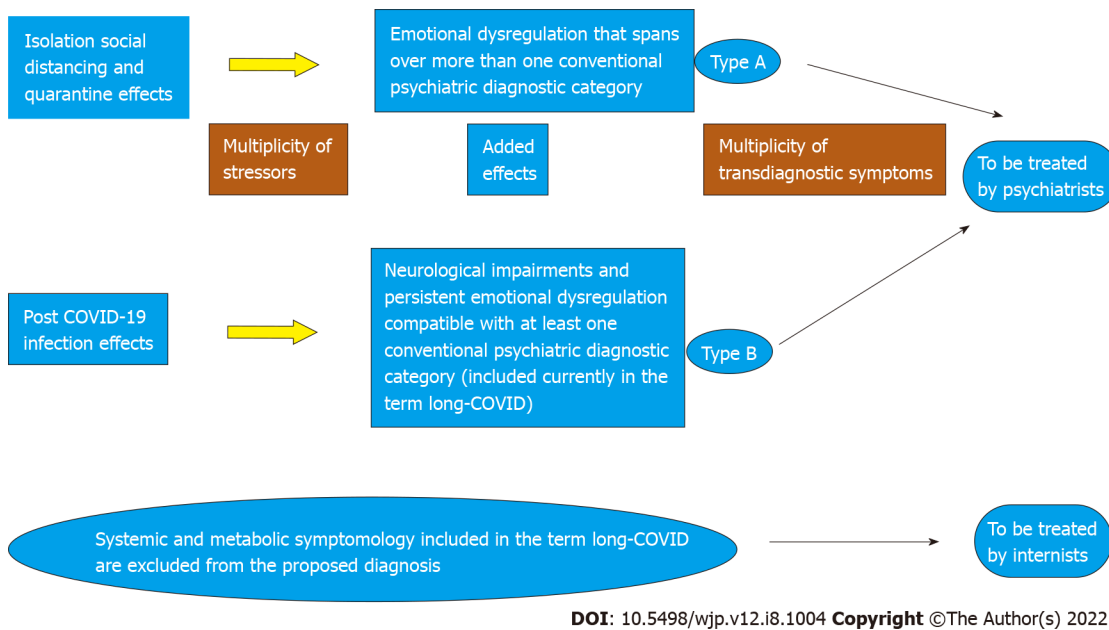 Isolation social
distancing and
quarantine effects
Emotional dysregulation that spans
over more than one conventional
psychiatric diagnostic category
Type A
Multiplicity of
stressors
Added
effects
Multiplicity of
transdiagnostic symptoms
To be treated
by psychiatrists
Post COVID-19
infection effects
Neurological impairments and
persistent emotional dysregulation
compatible with at least one
conventional psychiatric diagnostic
category (included currently in the
term long-COVID)
Type B
Systemic and metabolic symptomology included in the term long-COVID
are excluded from the proposed diagnosis
To be treated
by internists
DOI: 10.5498/wjp.v12.i8.1004 Copyright ©The Author(s) 2022